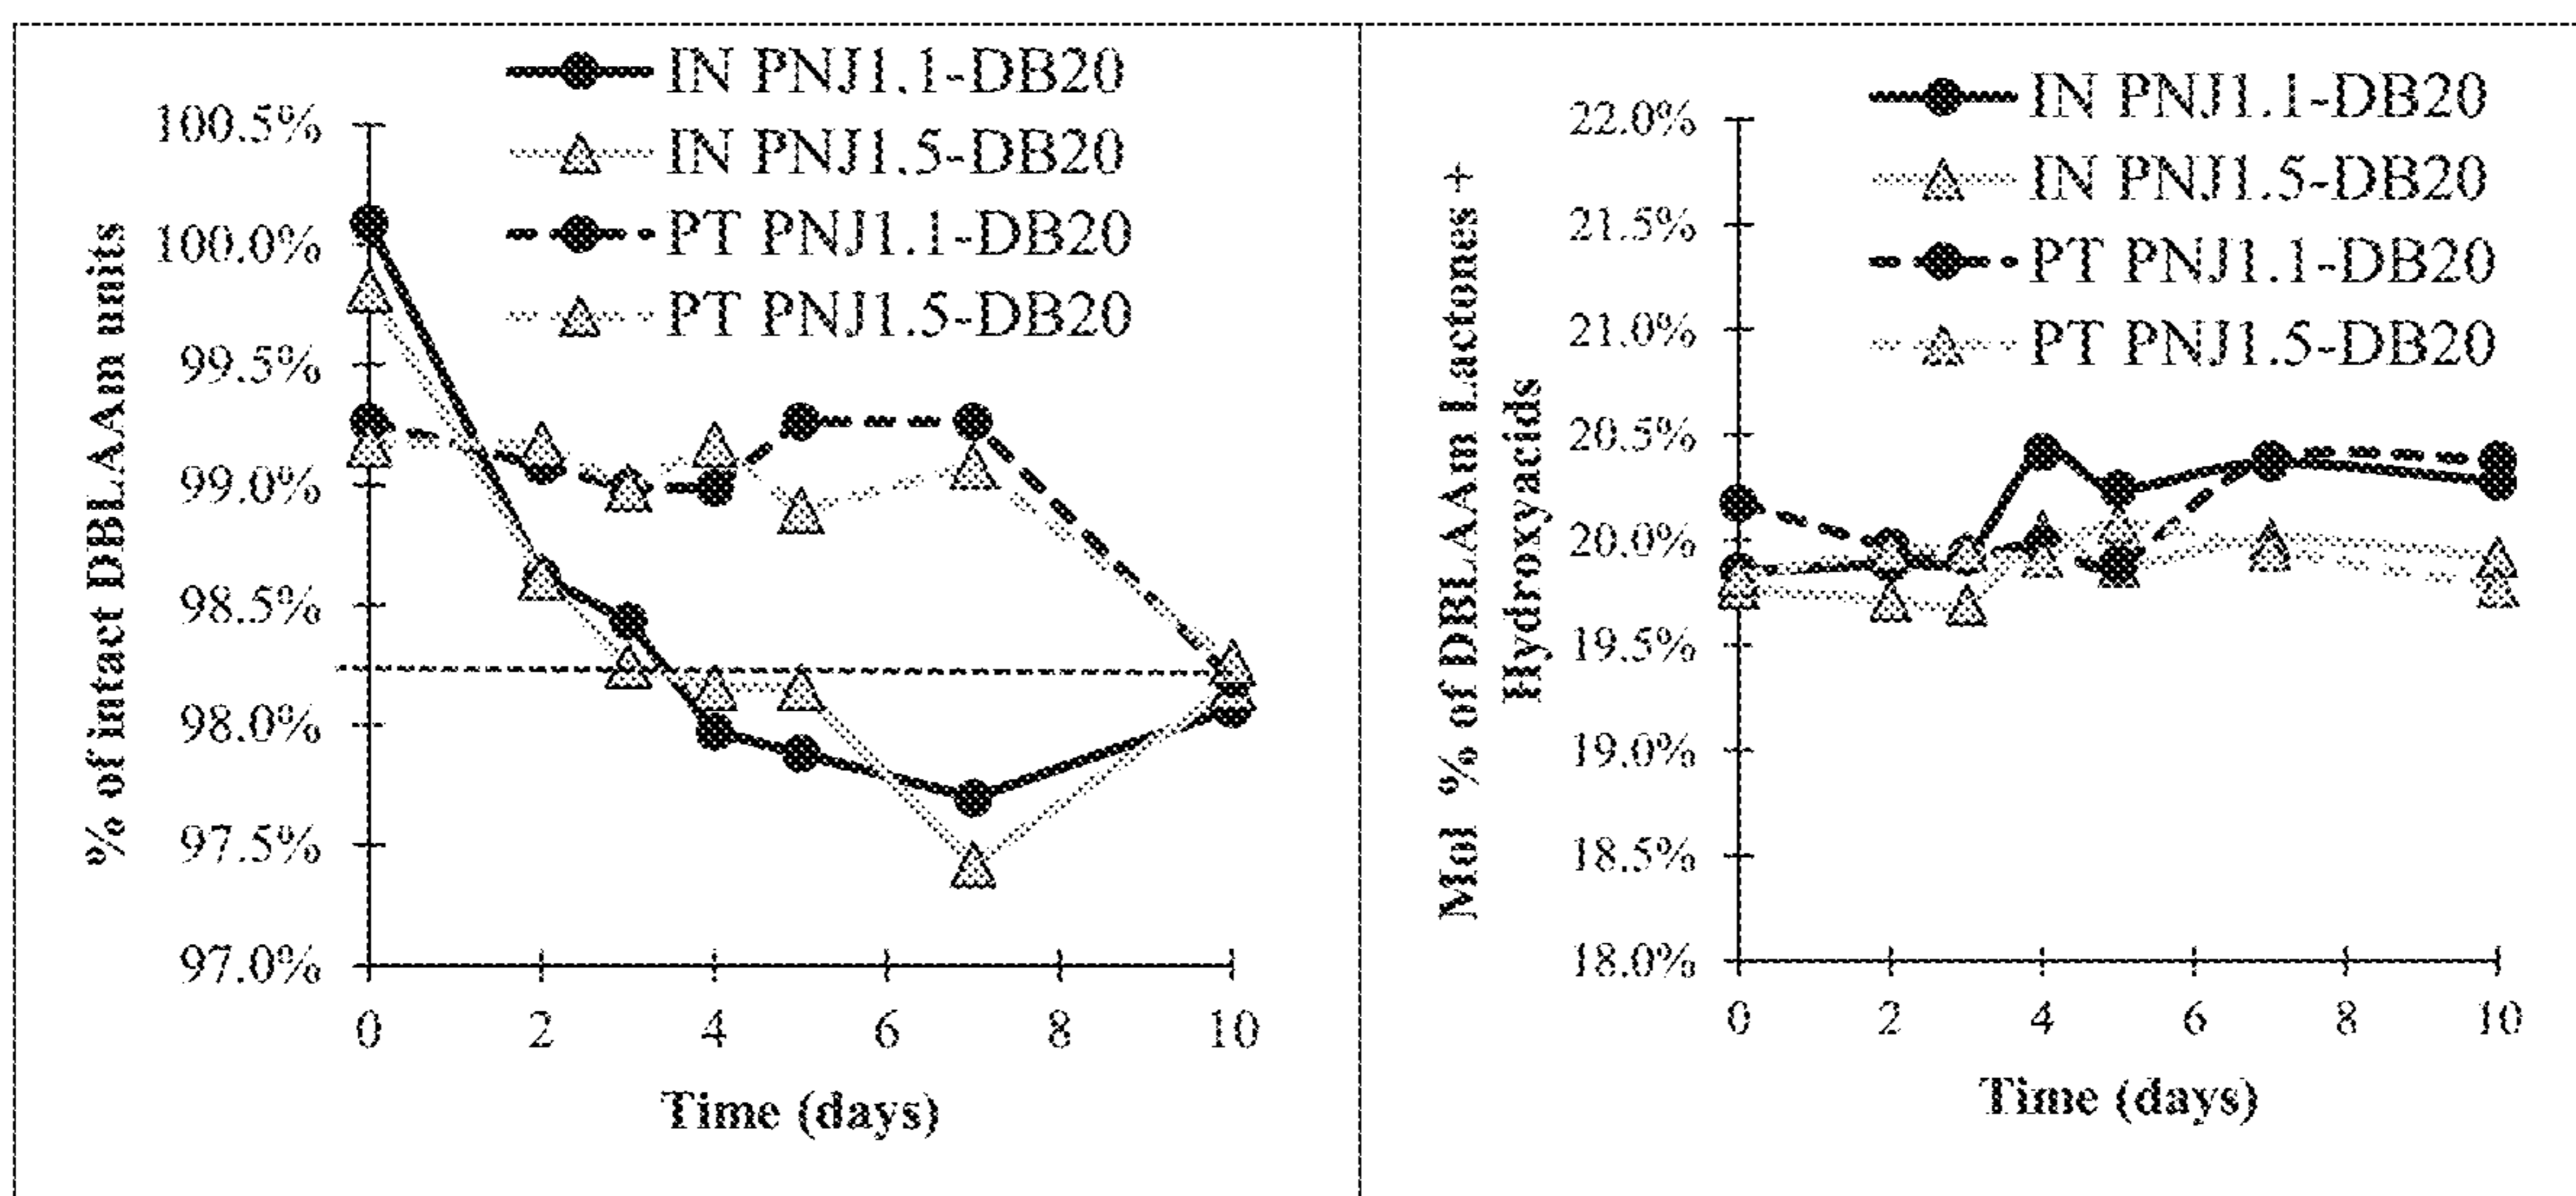 IN PNJ1.1-DB20
IN PNJ1.5-DB20
PT PNJ1.1-DB20
PT PNJ1.5-DB20
% of intact DBLAAm units
100.5%
100.0%
99.5%
99.0%
98.5%
98.0%
97.5%
97.0%
0 2 4 6 8 10
Time (days)
IN PNJ1.1-DB20
IN PNJ1.5-DB20
PT PNJ1.1-DB20
PT PNJ1.5-DB20
Mol % of DBLAAm Lactones +
Hydroxyacids
22.0%
21.5%
21.0%
20.5%
20.0%
19.5%
19.0%
18.5%
18.0%
0 2 4 6 8 10
Time (days)